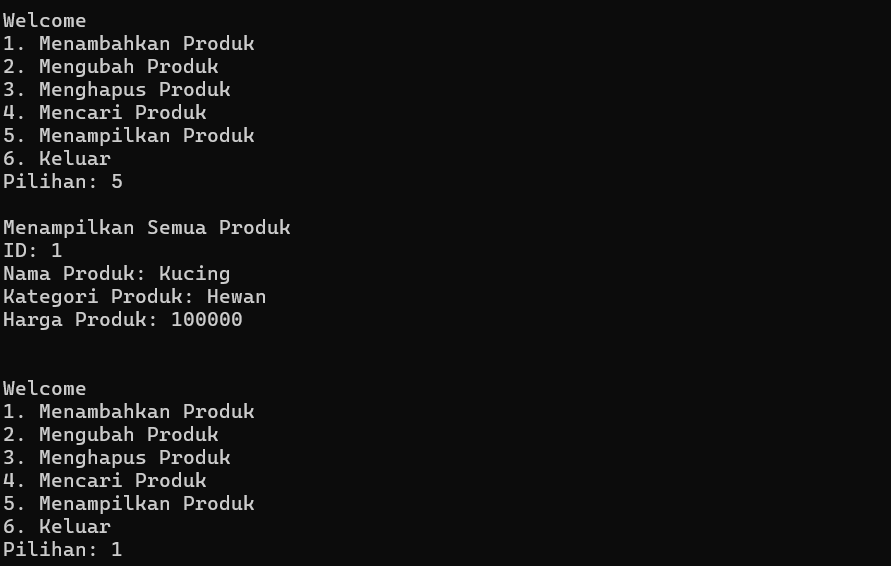 Welcome
1. Menambahkan Produk
2. Mengubah Produk
3. Menghapus Produk
4. Mencari Produk
5. Menampilkan Produk
6. Keluar
Pilihan: 5
Menampilkan Semua Produk
ID: 1
Nama Produk: Kucing
Kategori Produk: Hewan
Harga Produk: 100000
Welcome
1. Menambahkan Produk
2. Mengubah Produk
3. Menghapus Produk
4. Mencari Produk
5. Menampilkan Produk
6. Keluar
Pilihan: 1